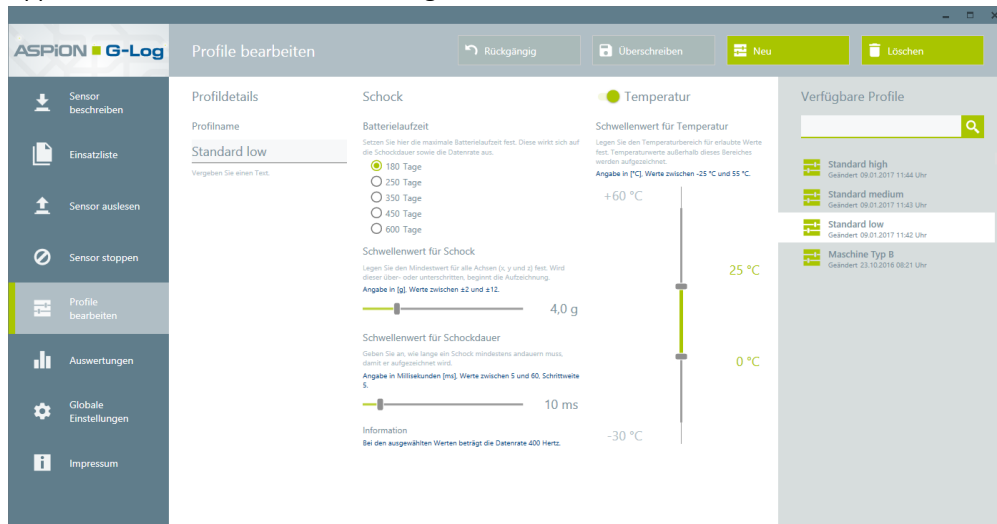 ASPION G-Log
Profile bearbeiten
Rückgängig
Überschreiben
Neu
Löschen
Sensor
beschreiben
Einsatzliste
Sensor auslesen
Sensor stoppen
Profile
bearbeiten
Auswertungen
Globale
Einstellungen
Impressum
Profildetails
Profilname
Standard low
Vergeben Sie einen Text.
Schock
Batterielaufzeit
Setzen Sie hier die maximale Batterielaufzeit fest. Diese wirkt sich auf
die Schockdauer sowie die Datenrate aus.
180 Tage
250 Tage
350 Tage
450 Tage
600 Tage
Schwellenwert für Schock
Legen Sie den Mindestwert für alle Achsen (x, y und z) fest. Wird
dieser über- oder unterschritten, beginnt die Aufzeichnung.
Angabe in [g], Werte zwischen ±2 und ±12.
4,0 g
Schwellenwert für Schockdauer
Geben Sie an, wie lange ein Schock mindestens andauern muss,
damit er aufgezeichnet wird.
Angabe in Millisekunden [ms], Werte zwischen 5 und 60, Schrittweite
5.
10 ms
Information
Bei den ausgewählten Werten beträgt die Datenrate 400 Hertz.
Temperatur
Schwellenwert für Temperatur
Legen Sie den Temperaturbereich für erlaubte Werte
fest. Temperaturwerte außerhalb dieses Bereiches
werden aufgezeichnet.
Angabe in [°C], Werte zwischen -25 °C und 55 °C.
+60 °C
25 °C
0 °C
-30 °C
Verfügbare Profile
Standard high
Geändert 09.01.2017 11:44 Uhr
Standard medium
Geändert 09.01.2017 11:43 Uhr
Standard low
Geändert 09.01.2017 11:42 Uhr
Maschine Typ B
Geändert 23.10.2016 08:21 Uhr